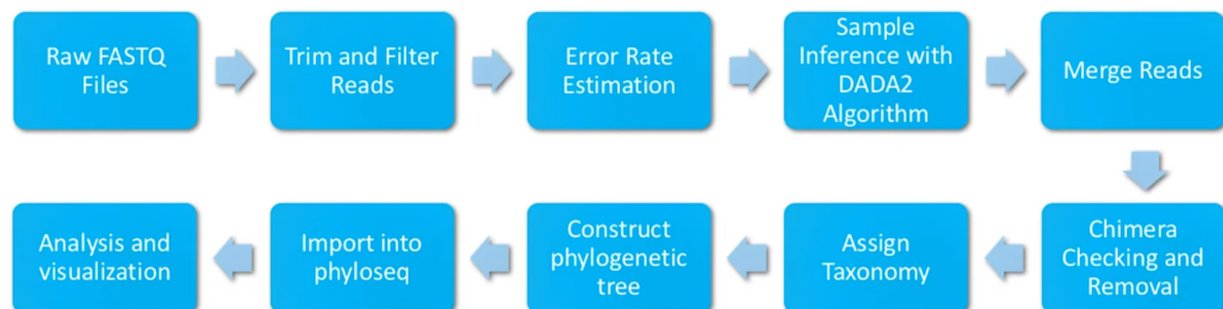 Raw FASTQ
Files
Trim and Filter
Reads
Error Rate
Estimation
Sample
Inference with
DADA2
Algorithm
Merge Reads
Chimera
Checking and
Removal
Assign
Taxonomy
Construct
phylogenetic
tree
Import into
phyloseq
Analysis and
visualization